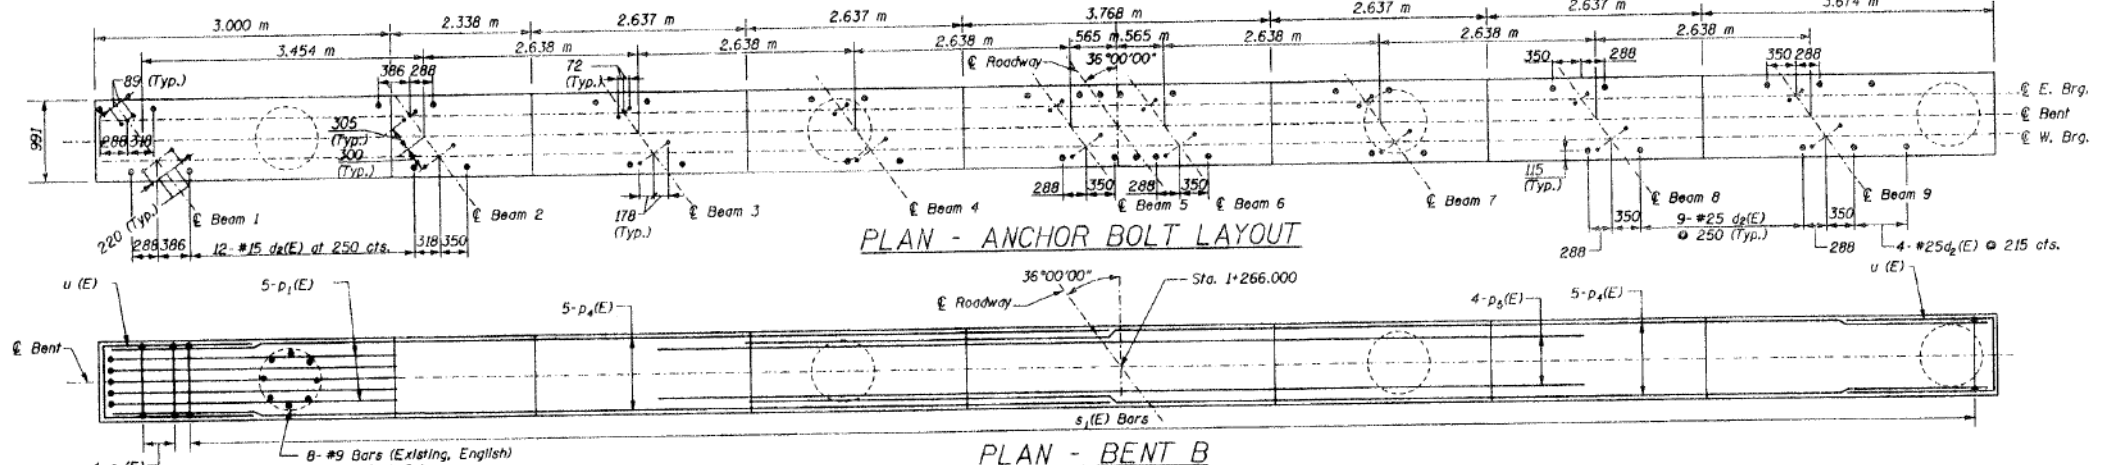 3.000 m
2.338 m
2.637 m
2.637 m
3.768 m
2.637 m
2.637 m
3.674 m
3.454 m
2.638 m
2.638 m
2.638 m
565 m
.565 m
2.638 m
2.638 m
2.638 m
89 (Typ.)
386
288
72
(Typ.)
℄ Roadway
36°00'00"
350
288
350
288
℄ E. Brg.
℄ Bent
℄ W. Brg.
991
288
318
305
(Typ.)
300
(Typ.)
115
(Typ.)
220 (Typ.)
℄ Beam 1
℄ Beam 2
178
(Typ.)
℄ Beam 3
℄ Beam 4
288
350
288
350
℄ Beam 5
℄ Beam 6
℄ Beam 7
℄ Beam 8
℄ Beam 9
288
386
12- #15 d₂(E) at 250 cts.
318
350
350
288
9- #25 d₂(E)
@ 250 (Typ.)
350
288
4- #25d₂(E) @ 215 cts.
PLAN - ANCHOR BOLT LAYOUT
u (E)
5-p₁(E)
5-p₄(E)
℄ Roadway
36°00'00"
Sta. 1+266.000
4-p₅(E)
5-p₄(E)
u (E)
℄ Bent
s₁(E) Bars
8- #9 Bars (Existing, English)
PLAN - BENT B